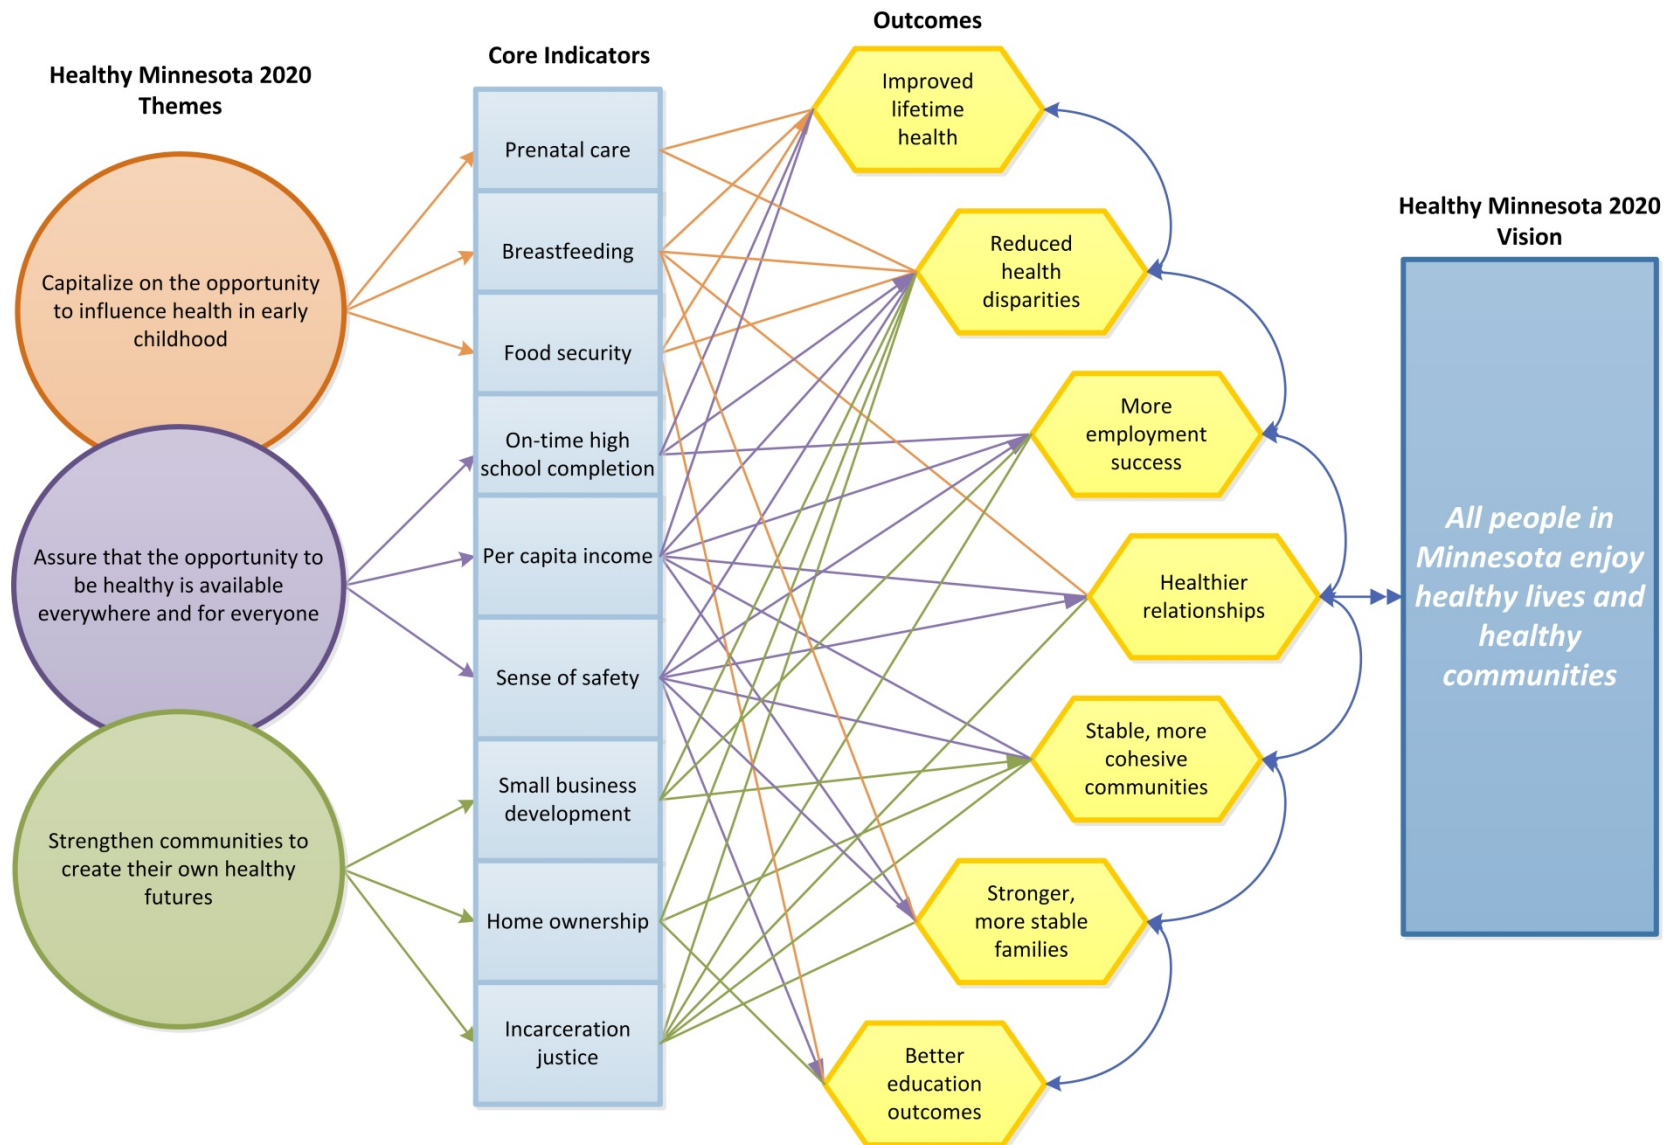 Healthy Minnesota 2020
Themes
Capitalize on the opportunity
to influence health in early
childhood
Assure that the opportunity to
be healthy is available
everywhere and for everyone
Strengthen communities to
create their own healthy
futures
Core Indicators
Prenatal care
Breastfeeding
Food security
On-time high
school completion
Per capita income
Sense of safety
Small business
development
Home ownership
Incarceration
justice
Outcomes
Improved
lifetime
health
Reduced
health
disparities
More
employment
success
Healthier
relationships
Stable, more
cohesive
communities
Stronger,
more stable
families
Better
education
outcomes
Healthy Minnesota 2020
Vision
All people in
Minnesota enjoy
healthy lives and
healthy
communities